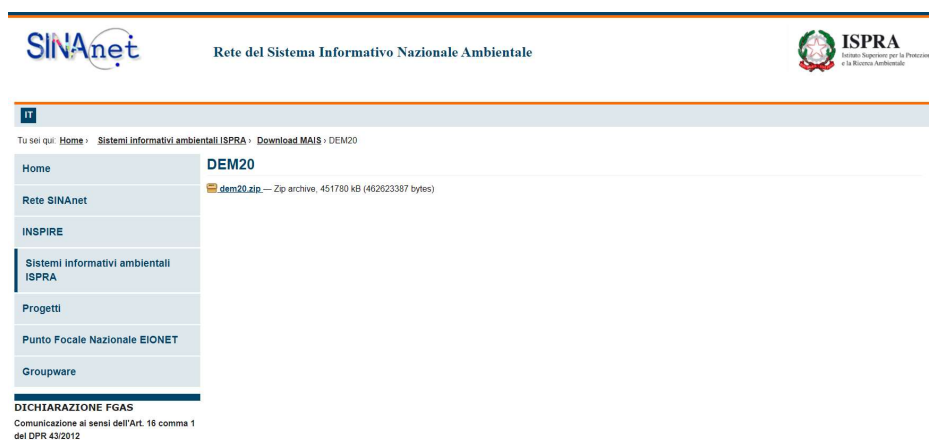 SINAnet
Rete del Sistema Informativo Nazionale Ambientale
ISPRA
Istituto Superiore per la Protezion
e la Ricerca Ambientale
IT
Tu sei qui: Home › Sistemi informativi ambientali ISPRA › Download MAIS › DEM20
Home
Rete SINAnet
INSPIRE
Sistemi informativi ambientali
ISPRA
Progetti
Punto Focale Nazionale EIONET
Groupware
DICHIARAZIONE FGAS
Comunicazione ai sensi dell'Art. 16 comma 1
del DPR 43/2012
DEM20
dem20.zip — Zip archive, 451780 kB (462623387 bytes)